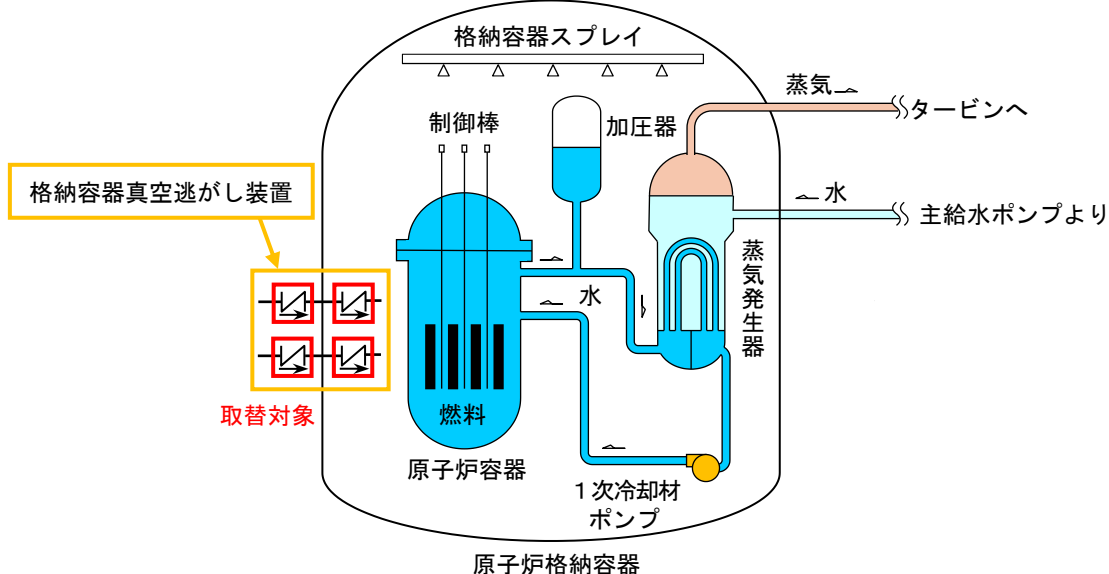 格納容器スプレイ
蒸気
タービンへ
制御棒
加圧器
格納容器真空逃がし装置
水
主給水ポンプより
蒸気発生器
水
取替対象
燃料
原子炉容器
1次冷却材
ポンプ
原子炉格納容器